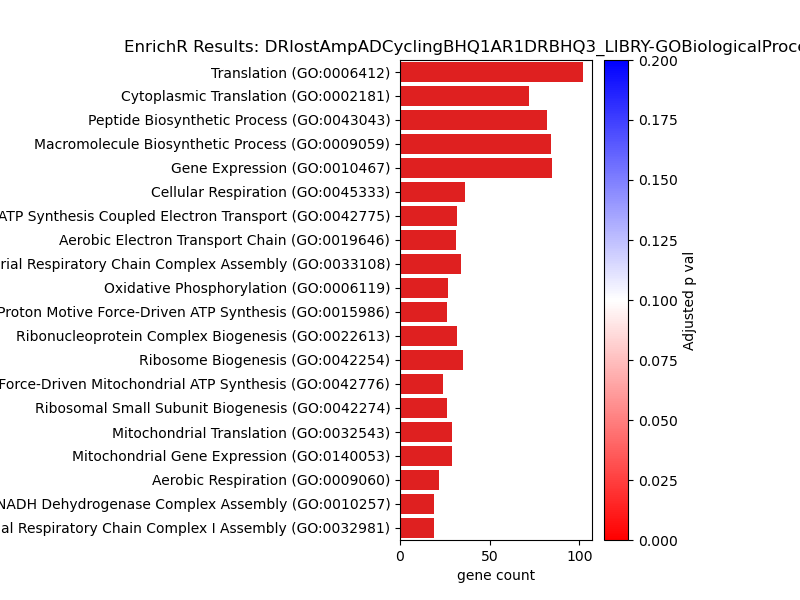 EnrichR Results: DRlostAmpADCyclingBHQ1AR1DRBHQ3_LIBRY-GOBiologicalProce
Translation (GO:0006412)
Cytoplasmic Translation (GO:0002181)
Peptide Biosynthetic Process (GO:0043043)
Macromolecule Biosynthetic Process (GO:0009059)
Gene Expression (GO:0010467)
Cellular Respiration (GO:0045333)
ATP Synthesis Coupled Electron Transport (GO:0042775)
Aerobic Electron Transport Chain (GO:0019646)
rial Respiratory Chain Complex Assembly (GO:0033108)
Oxidative Phosphorylation (GO:0006119)
Proton Motive Force-Driven ATP Synthesis (GO:0015986)
Ribonucleoprotein Complex Biogenesis (GO:0022613)
Ribosome Biogenesis (GO:0042254)
Force-Driven Mitochondrial ATP Synthesis (GO:0042776)
Ribosomal Small Subunit Biogenesis (GO:0042274)
Mitochondrial Translation (GO:0032543)
Mitochondrial Gene Expression (GO:0140053)
Aerobic Respiration (GO:0009060)
NADH Dehydrogenase Complex Assembly (GO:0010257)
al Respiratory Chain Complex I Assembly (GO:0032981)
0 50 100
gene count
0.200
0.175
0.150
0.125
0.100
0.075
0.050
0.025
0.000
Adjusted p val